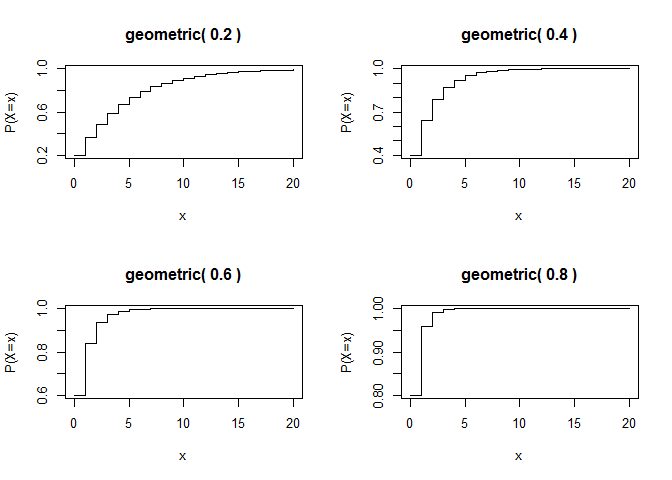 geometric( 0.2 )
P(X=x)
0.2 0.6 1.0
0 5 10 15 20
x
geometric( 0.4 )
P(X=x)
0.4 0.7 1.0
0 5 10 15 20
x
geometric( 0.6 )
P(X=x)
0.6 0.8 1.0
0 5 10 15 20
x
geometric( 0.8 )
P(X=x)
0.80 0.90 1.00
0 5 10 15 20
x